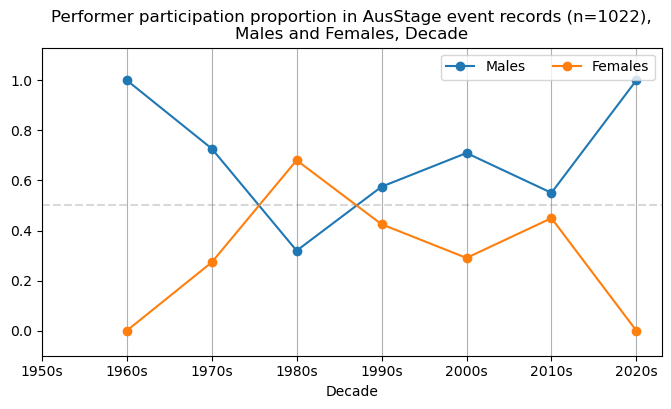 Performer participation proportion in AusStage event records (n=1022),
Males and Females, Decade
Males Females
1.0
0.8
0.6
0.4
0.2
0.0
1950s 1960s 1970s 1980s 1990s 2000s 2010s 2020s
Decade